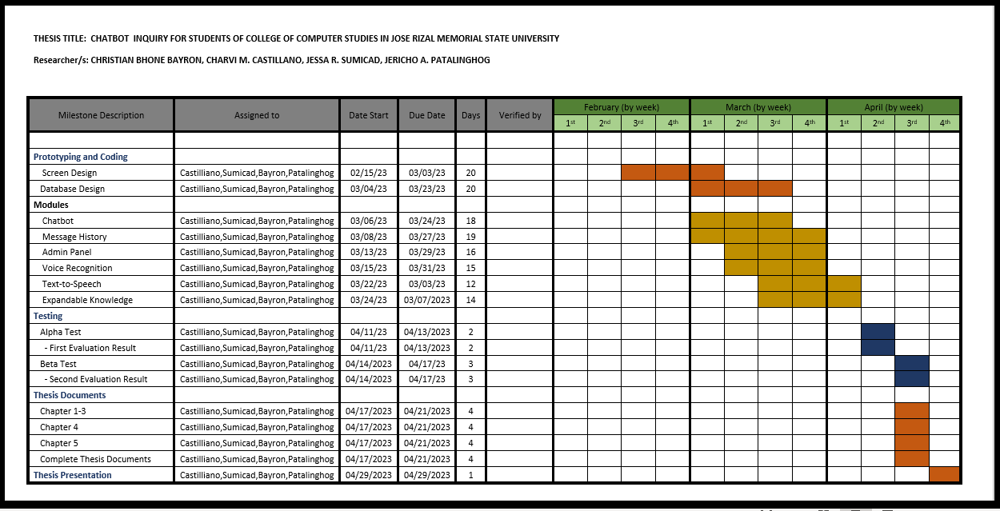 THESIS TITLE: CHATBOT INQUIRY FOR STUDENTS OF COLLEGE OF COMPUTER STUDIES IN JOSE RIZAL MEMORIAL STATE UNIVERSITY
Researcher/s: CHRISTIAN BHONE BAYRON, CHARVI M. CASTILLANO, JESSA R. SUMICAD, JERICHO A. PATALINGHOG
Milestone Description Assigned to Date Start Due Date Days Verified by February (by week) March (by week) April (by week)
1st 2nd 3rd 4th 1st 2nd 3rd 4th 1st 2nd 3rd 4th
Prototyping and Coding
Screen Design Castilliano,Sumicad,Bayron,Patalinghog 02/15/23 03/03/23 20
Database Design Castilliano,Sumicad,Bayron,Patalinghog 03/04/23 03/23/23 20
Modules
Chatbot Castilliano,Sumicad,Bayron,Patalinghog 03/06/23 03/24/23 18
Message History Castilliano,Sumicad,Bayron,Patalinghog 03/08/23 03/27/23 19
Admin Panel Castilliano,Sumicad,Bayron,Patalinghog 03/13/23 03/29/23 16
Voice Recognition Castilliano,Sumicad,Bayron,Patalinghog 03/15/23 03/31/23 15
Text-to-Speech Castilliano,Sumicad,Bayron,Patalinghog 03/22/23 03/03/23 12
Expandable Knowledge Castilliano,Sumicad,Bayron,Patalinghog 03/24/23 03/07/2023 14
Testing
Alpha Test Castilliano,Sumicad,Bayron,Patalinghog 04/11/23 04/13/2023 2
- First Evaluation Result Castilliano,Sumicad,Bayron,Patalinghog 04/11/23 04/13/2023 2
Beta Test Castilliano,Sumicad,Bayron,Patalinghog 04/14/2023 04/17/23 3
- Second Evaluation Result Castilliano,Sumicad,Bayron,Patalinghog 04/14/2023 04/17/23 3
Thesis Documents
Chapter 1-3 Castilliano,Sumicad,Bayron,Patalinghog 04/17/2023 04/21/2023 4
Chapter 4 Castilliano,Sumicad,Bayron,Patalinghog 04/17/2023 04/21/2023 4
Chapter 5 Castilliano,Sumicad,Bayron,Patalinghog 04/17/2023 04/21/2023 4
Complete Thesis Documents Castilliano,Sumicad,Bayron,Patalinghog 04/17/2023 04/21/2023 4
Thesis Presentation Castilliano,Sumicad,Bayron,Patalinghog 04/29/2023 04/29/2023 1